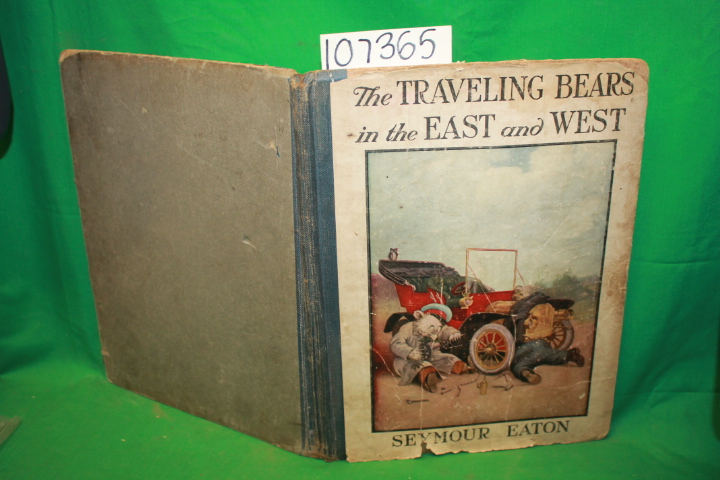 107365
The TRAVELING BEARS
in the EAST and WEST
SEYMOUR EATON